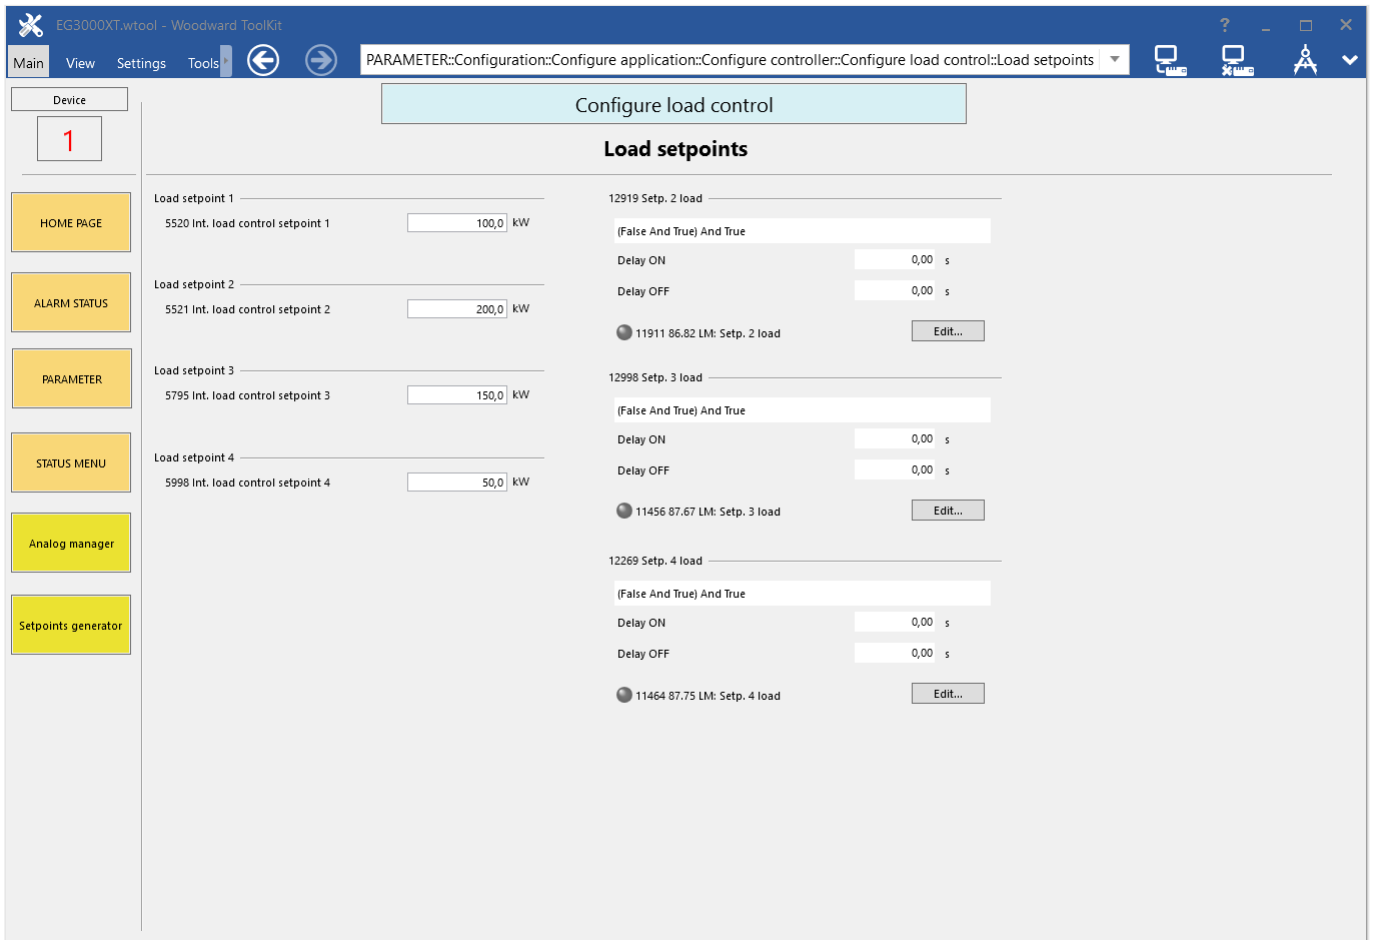 EG3000XT.wtool - Woodward ToolKit
?
Main View Settings Tools
PARAMETER::Configuration::Configure application::Configure controller::Configure load control::Load setpoints
Device
1
HOME PAGE
ALARM STATUS
PARAMETER
STATUS MENU
Analog manager
Setpoints generator
Configure load control
Load setpoints
Load setpoint 1
5520 Int. load control setpoint 1 100,0 kW
Load setpoint 2
5521 Int. load control setpoint 2 200,0 kW
Load setpoint 3
5795 Int. load control setpoint 3 150,0 kW
Load setpoint 4
5998 Int. load control setpoint 4 50,0 kW
12919 Setp. 2 load
(False And True) And True
Delay ON 0,00 s
Delay OFF 0,00 s
11911 86.82 LM: Setp. 2 load Edit...
12998 Setp. 3 load
(False And True) And True
Delay ON 0,00 s
Delay OFF 0,00 s
11456 87.67 LM: Setp. 3 load Edit...
12269 Setp. 4 load
(False And True) And True
Delay ON 0,00 s
Delay OFF 0,00 s
11464 87.75 LM: Setp. 4 load Edit...